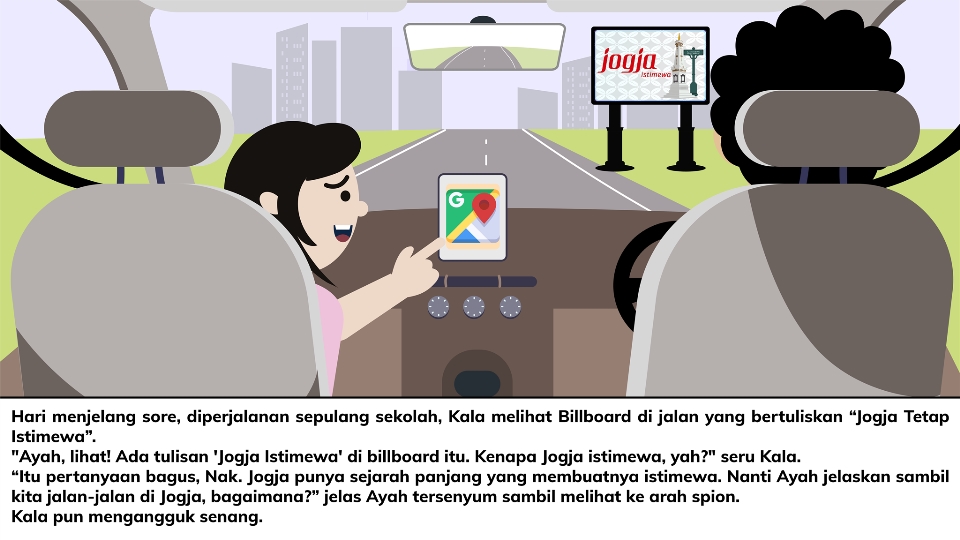 jogja
istimewa
G
Hari menjelang sore, diperjalanan sepulang sekolah, Kala melihat Billboard di jalan yang bertuliskan “Jogja Tetap
Istimewa”.
"Ayah, lihat! Ada tulisan 'Jogja Istimewa' di billboard itu. Kenapa Jogja istimewa, yah?" seru Kala.
“Itu pertanyaan bagus, Nak. Jogja punya sejarah panjang yang membuatnya istimewa. Nanti Ayah jelaskan sambil
kita jalan-jalan di Jogja, bagaimana?” jelas Ayah tersenyum sambil melihat ke arah spion.
Kala pun mengangguk senang.